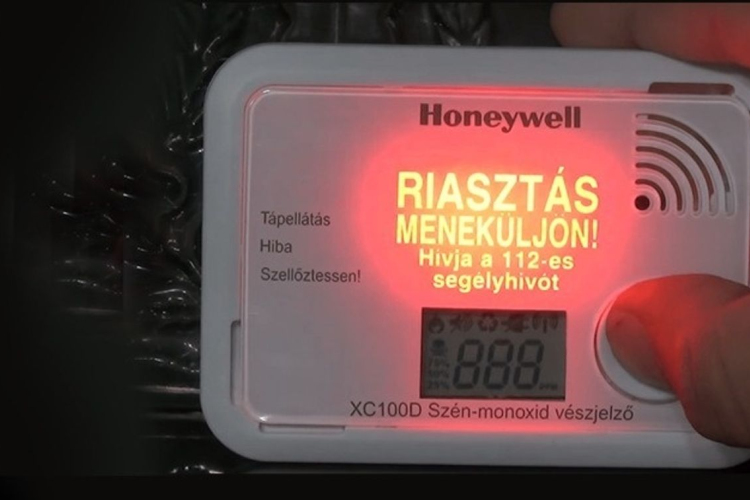 Honeywell
RIASZTÁS
MENEKÜLJÖN!
Hívja a 112-es
segélyhívót
Tápellátás
Hiba
Szellőztessen!
888
XC100D Szén-monoxid vészjelző